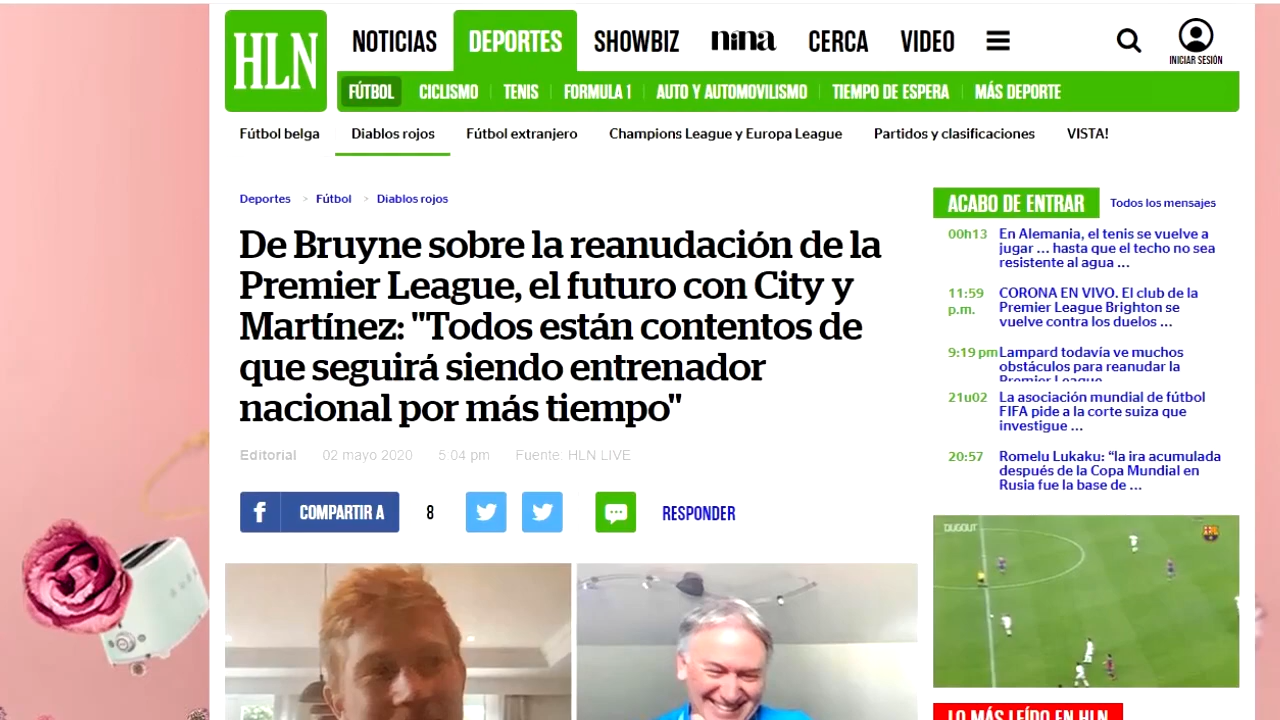 HLN
NOTICIAS DEPORTES SHOWBIZ nina CERCA VIDEO
INICIAR SESIÓN
FÚTBOL CICLISMO TENIS FORMULA 1 AUTO Y AUTOMOVILISMO TIEMPO DE ESPERA MÁS DEPORTE
Fútbol belga Diablos rojos Fútbol extranjero Champions League y Europa League Partidos y clasificaciones VISTA!
Deportes > Fútbol > Diablos rojos
De Bruyne sobre la reanudación de la
Premier League, el futuro con City y
Martínez: "Todos están contentos de
que seguirá siendo entrenador
nacional por más tiempo"
Editorial 02 mayo 2020 5:04 pm Fuente: HLN LIVE
f COMPARTIR A 8 RESPONDER
ACABO DE ENTRAR Todos los mensajes
00h13 En Alemania, el tenis se vuelve a
jugar ... hasta que el techo no sea
resistente al agua ...
11:59 CORONA EN VIVO. El club de la
p.m. Premier League Brighton se
vuelve contra los duelos ...
9:19 pm Lampard todavía ve muchos
obstáculos para reanudar la
Premier League
21u02 La asociación mundial de fútbol
FIFA pide a la corte suiza que
investigue ...
20:57 Romelu Lukaku: “la ira acumulada
después de la Copa Mundial en
Rusia fue la base de ...
DUGOUT
LO MÁS LEÍDO EN HLN